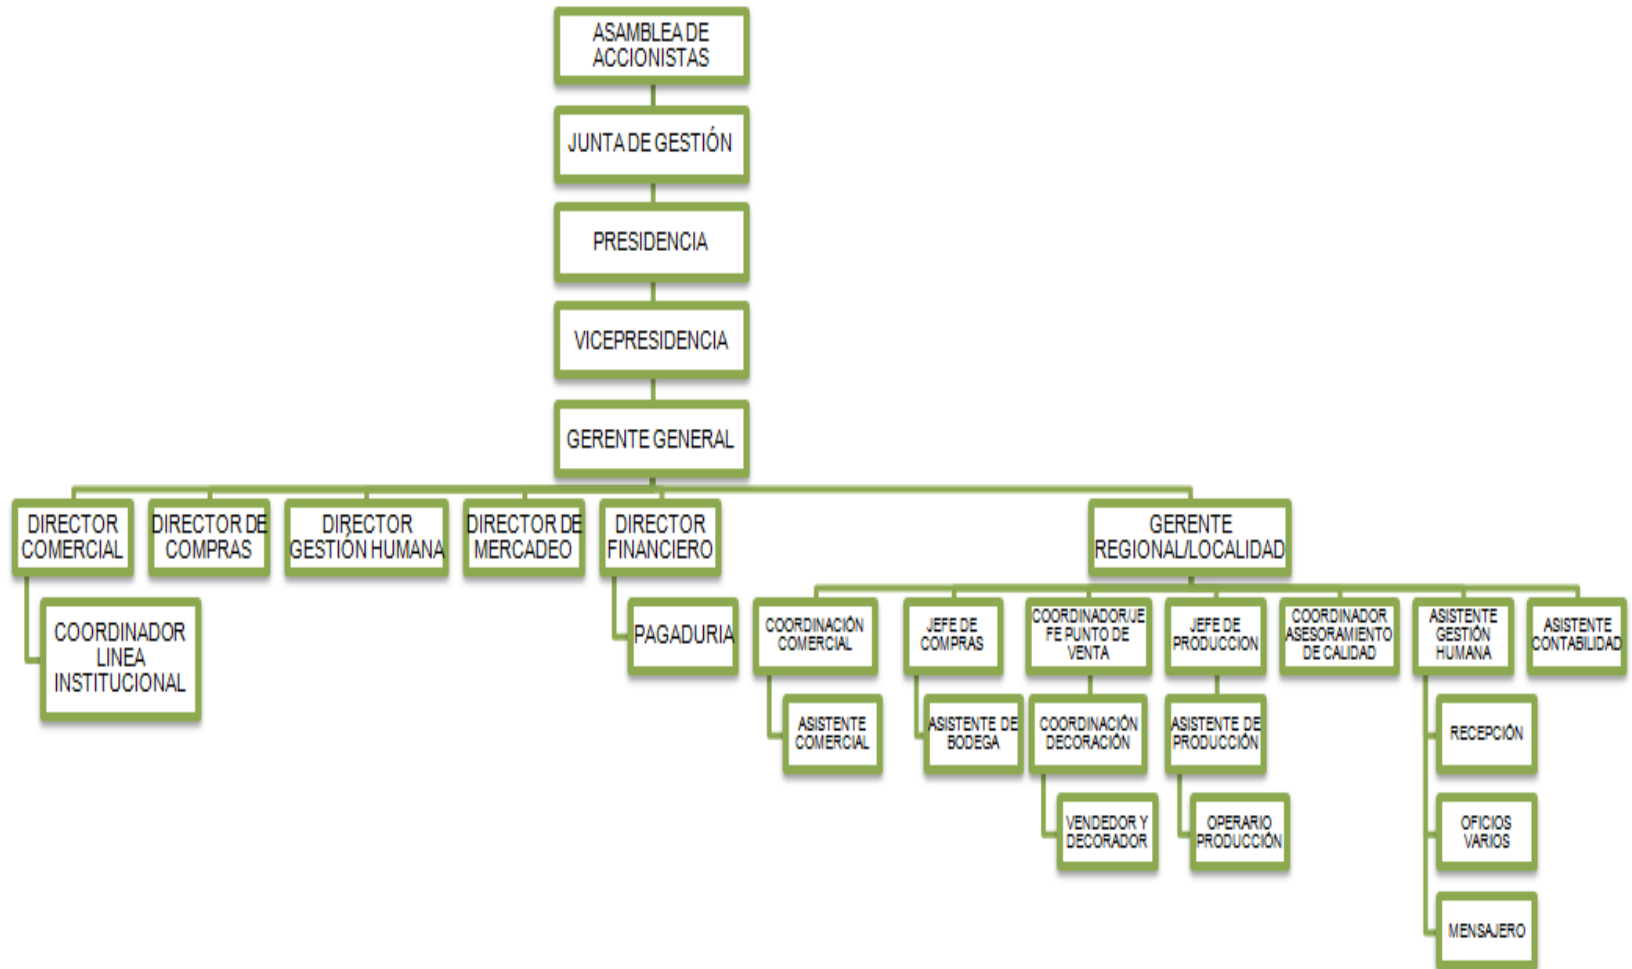 ASAMBLEA DE
ACCIONISTAS
JUNTA DE GESTIÓN
PRESIDENCIA
VICEPRESIDENCIA
GERENTE GENERAL
DIRECTOR
COMERCIAL
DIRECTOR DE
COMPRAS
DIRECTOR
GESTIÓN HUMANA
DIRECTOR DE
MERCADEO
DIRECTOR
FINANCIERO
GERENTE
REGIONAL/LOCALIDAD
COORDINADOR
LINEA
INSTITUCIONAL
PAGADURIA
COORDINACIÓN
COMERCIAL
JEFE DE
COMPRAS
COORDINADOR/JE
FE PUNTO DE
VENTA
JEFE DE
PRODUCCION
COORDINADOR
ASESORAMIENTO
DE CALIDAD
ASISTENTE
GESTIÓN
HUMANA
ASISTENTE
CONTABILIDAD
ASISTENTE
COMERCIAL
ASISTENTE DE
BODEGA
COORDINACIÓN
DECORACIÓN
ASISTENTE DE
PRODUCCIÓN
RECEPCIÓN
VENDEDOR Y
DECORADOR
OPERARIO
PRODUCCIÓN
OFICIOS
VARIOS
MENSAJERO